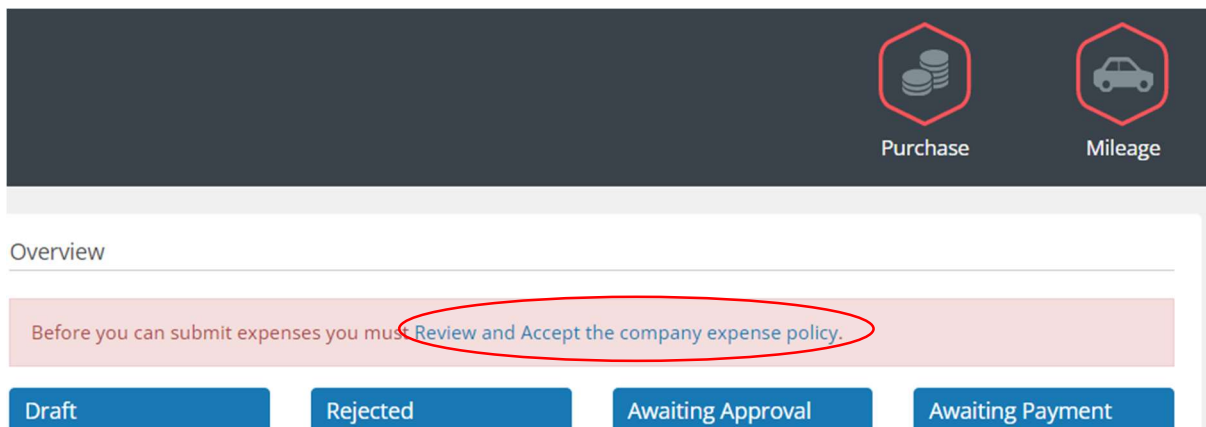 Purchase Mileage
Overview
Before you can submit expenses you must Review and Accept the company expense policy.
Draft Rejected Awaiting Approval Awaiting Payment